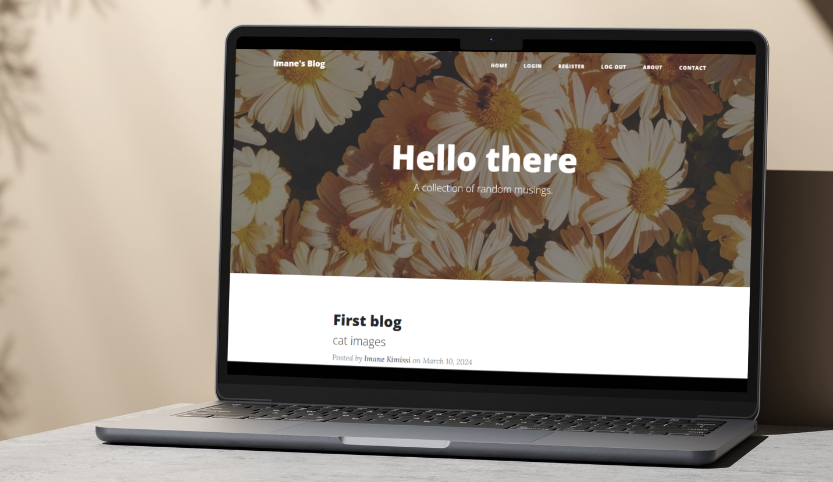 Imane's Blog
HOME LOGIN REGISTER LOG OUT ABOUT CONTACT
Hello there
A collection of random musings.
First blog
cat images
Posted by Imane Kimissi on March 10, 2024